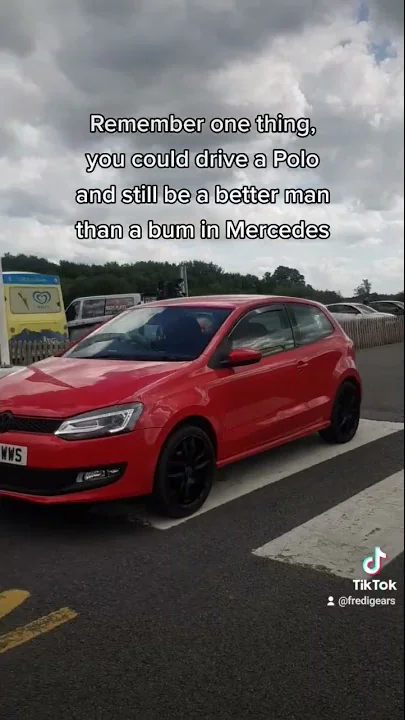 Remember one thing,
you could drive a Polo
and still be a better man
than a bum in Mercedes
WWS
TikTok
@fredigears